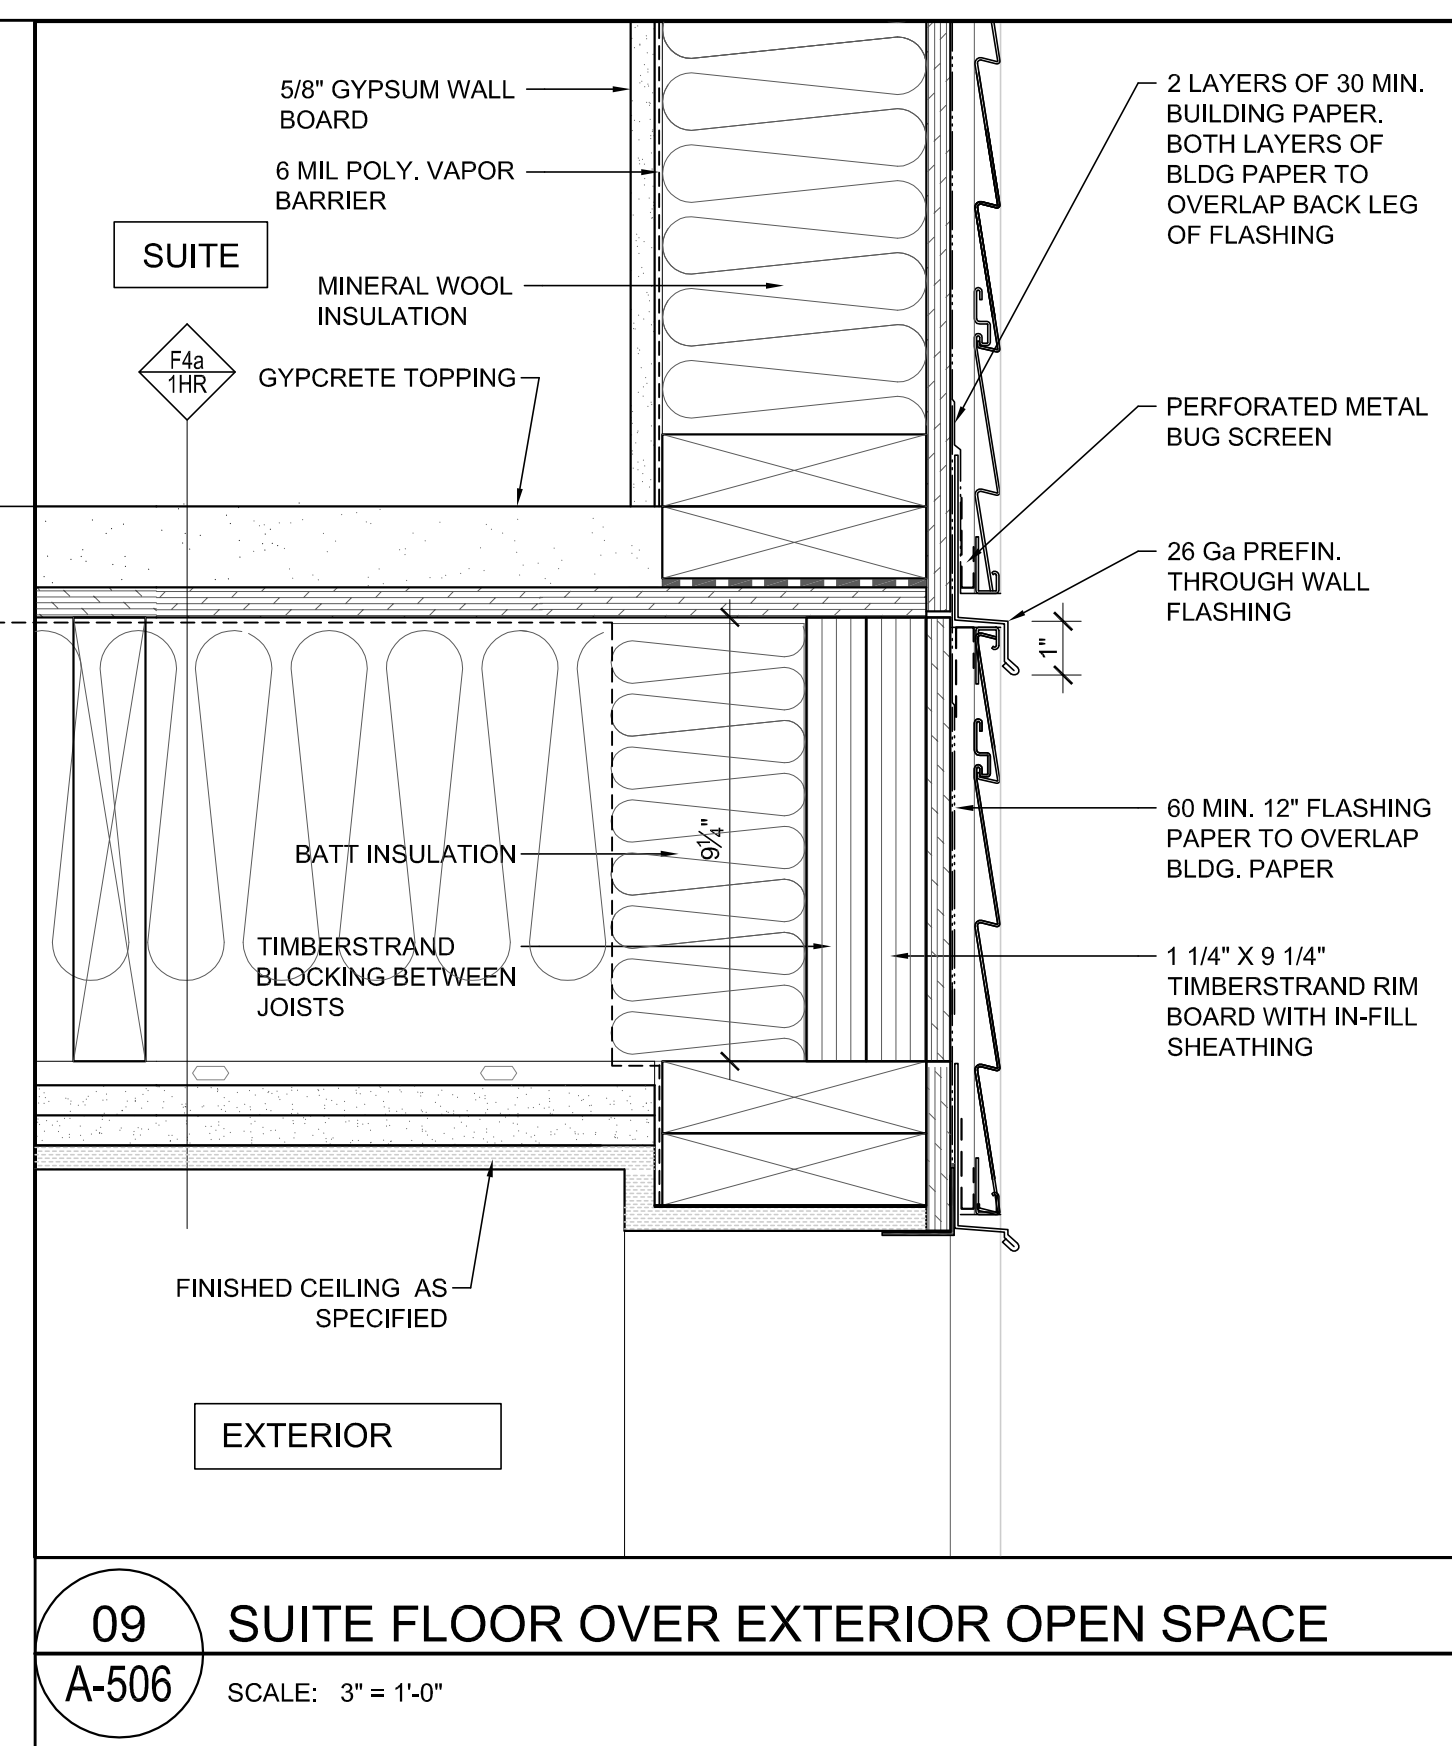 5/8" GYPSUM WALL
BOARD
6 MIL POLY. VAPOR
BARRIER
SUITE
MINERAL WOOL
INSULATION
F4a
1HR
GYPCRETE TOPPING
2 LAYERS OF 30 MIN.
BUILDING PAPER.
BOTH LAYERS OF
BLDG PAPER TO
OVERLAP BACK LEG
OF FLASHING
PERFORATED METAL
BUG SCREEN
26 Ga PREFIN.
THROUGH WALL
FLASHING
1"
9¼"
BATT INSULATION
TIMBERSTRAND
BLOCKING BETWEEN
JOISTS
60 MIN. 12" FLASHING
PAPER TO OVERLAP
BLDG. PAPER
1 1/4" X 9 1/4"
TIMBERSTRAND RIM
BOARD WITH IN-FILL
SHEATHING
FINISHED CEILING AS
SPECIFIED
EXTERIOR
09
A-506
SUITE FLOOR OVER EXTERIOR OPEN SPACE
SCALE: 3" = 1'-0"